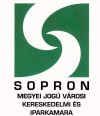 SOPRON
MEGYEI JOGÚ VÁROSI
KERESKEDELMI ÉS
IPARKAMARA